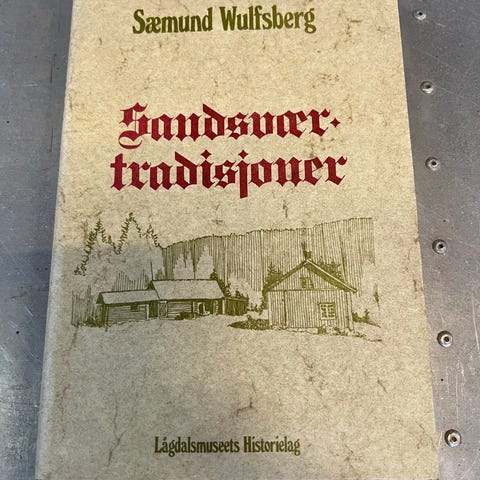 Sæmund Wulfsberg
Sandsvær-
tradisjoner
Lågdalsmuseets Historielag